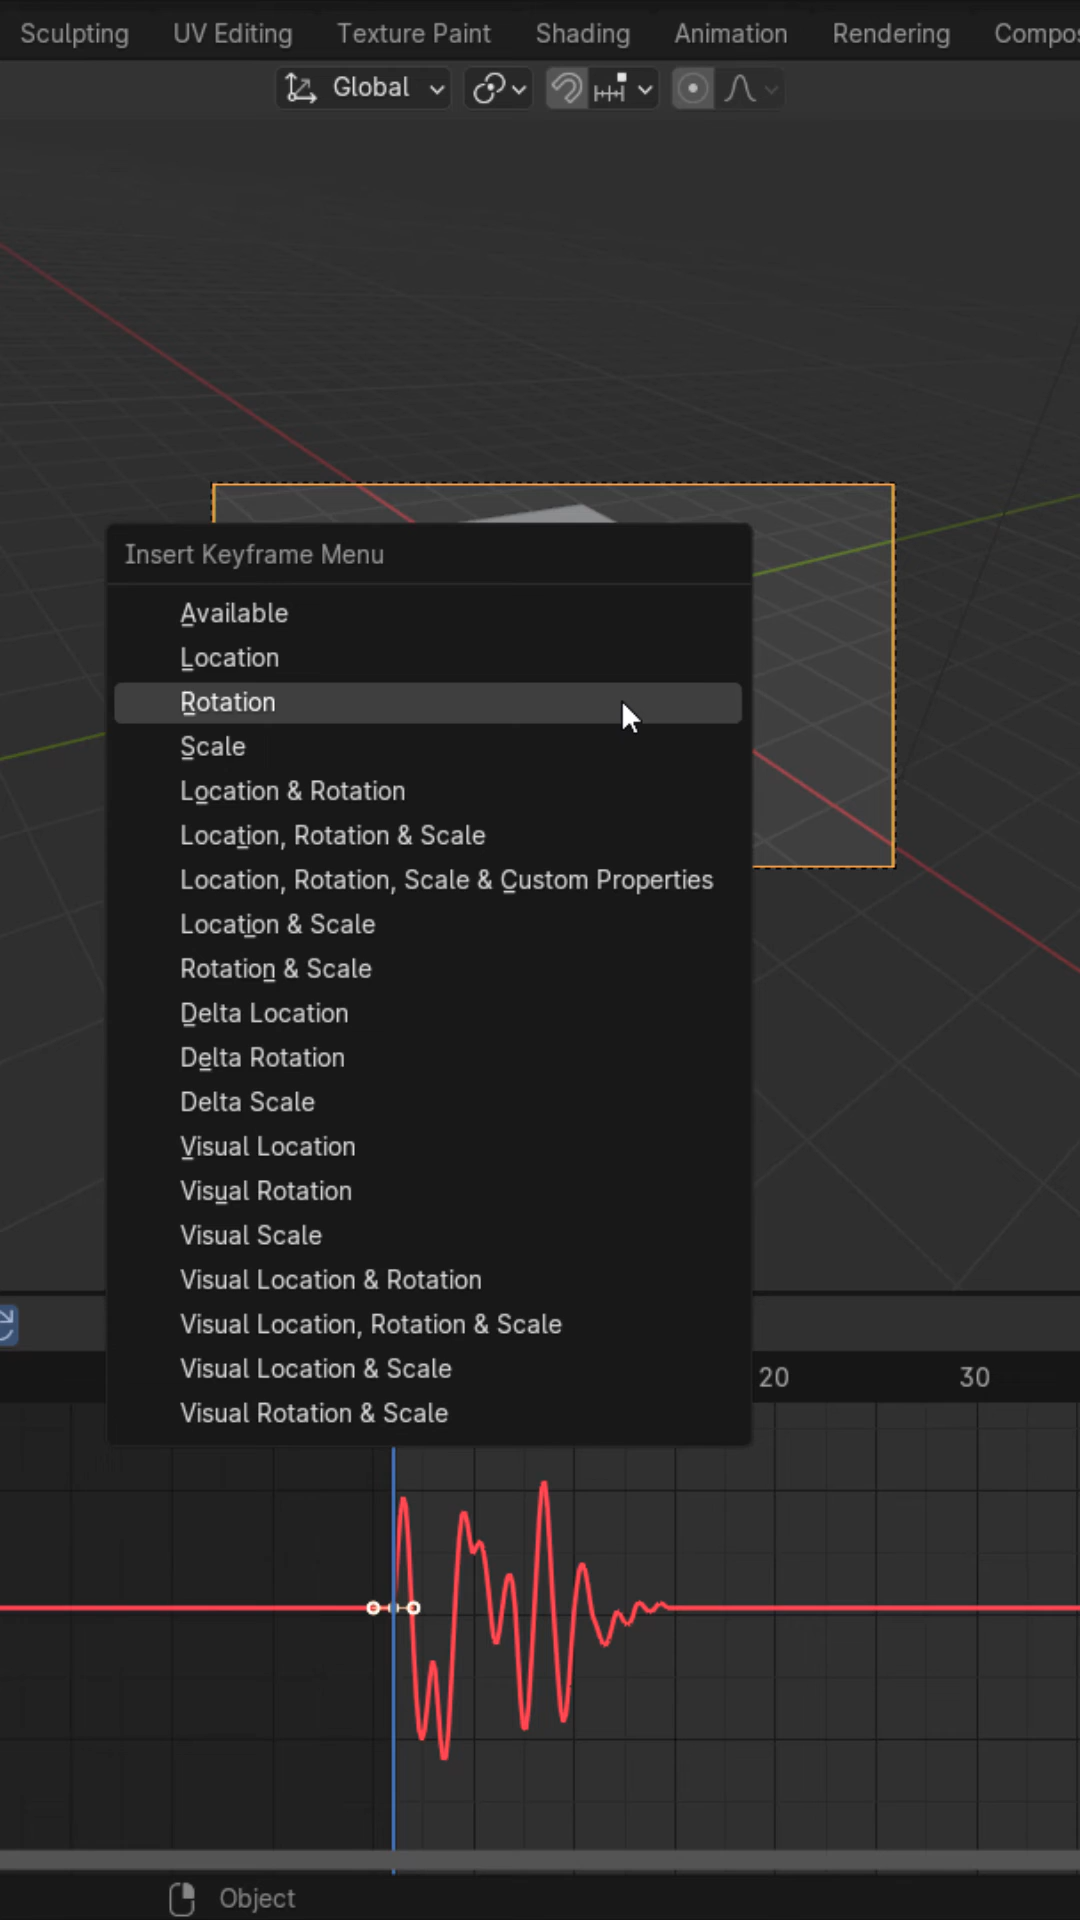 Sculpting UV Editing Texture Paint Shading Animation Rendering Compos
Global
Insert Keyframe Menu
Available
Location
Rotation
Scale
Location & Rotation
Location, Rotation & Scale
Location, Rotation, Scale & Custom Properties
Location & Scale
Rotation & Scale
Delta Location
Delta Rotation
Delta Scale
Visual Location
Visual Rotation
Visual Scale
Visual Location & Rotation
Visual Location, Rotation & Scale
Visual Location & Scale
Visual Rotation & Scale
20 30
Object